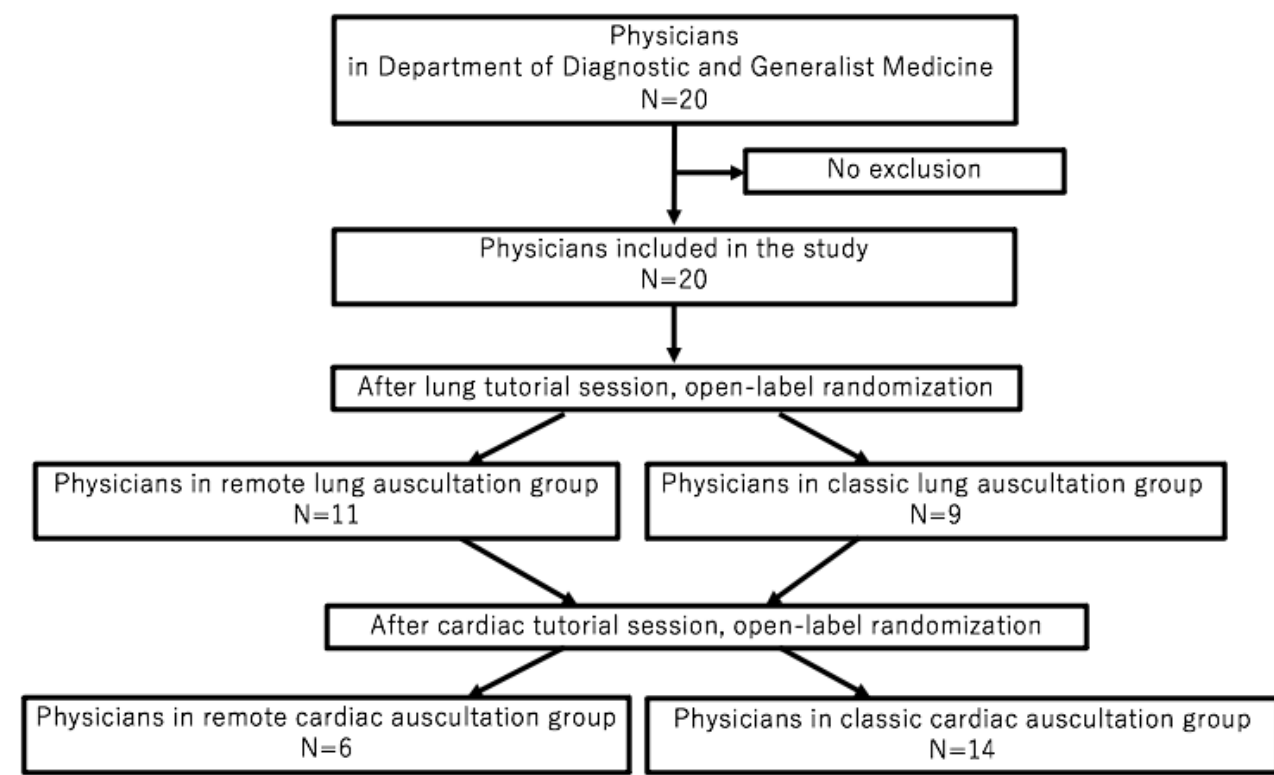 Physicians
in Department of Diagnostic and Generalist Medicine
N=20
No exclusion
Physicians included in the study
N=20
After lung tutorial session, open-label randomization
Physicians in remote lung auscultation group
N=11
Physicians in classic lung auscultation group
N=9
After cardiac tutorial session, open-label randomization
Physicians in remote cardiac auscultation group
N=6
Physicians in classic cardiac auscultation group
N=14